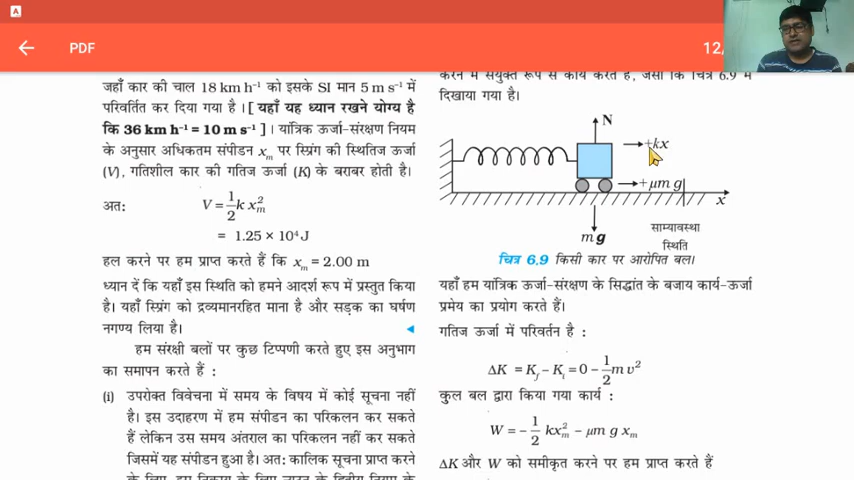 A
PDF
12,
जहाँ कार की चाल 18 km h⁻¹ को इसके SI मान 5 m s⁻¹ में
परिवर्तित कर दिया गया है। [ यहाँ यह ध्यान रखने योग्य है
कि 36 km h⁻¹ = 10 m s⁻¹ ]। यांत्रिक ऊर्जा-संरक्षण नियम
के अनुसार अधिकतम संपीडन xₘ पर स्प्रिंग की स्थितिज ऊर्जा
(V), गतिशील कार की गतिज ऊर्जा (K) के बराबर होती है।
अत: V = 1/2 k xₘ²
= 1.25 × 10⁴ J
हल करने पर हम प्राप्त करते हैं कि xₘ = 2.00 m
ध्यान दें कि यहाँ इस स्थिति को हमने आदर्श रूप में प्रस्तुत किया
है। यहाँ स्प्रिंग को द्रव्यमानरहित माना है और सड़क का घर्षण
नगण्य लिया है।
हम संरक्षी बलों पर कुछ टिप्पणी करते हुए इस अनुभाग
का समापन करते हैं :
(i) उपरोक्त विवेचना में समय के विषय में कोई सूचना नहीं
है। इस उदाहरण में हम संपीडन का परिकलन कर सकते
हैं लेकिन उस समय अंतराल का परिकलन नहीं कर सकते
जिसमें यह संपीडन हुआ है। अत: कालिक सूचना प्राप्त करने
करने में संयुक्त रूप से कार्य करते हैं, जैसा कि चित्र 6.9 में
दिखाया गया है।
N
+kx
+μm g
x
m g
साम्यावस्था
स्थिति
चित्र 6.9 किसी कार पर आरोपित बल।
यहाँ हम यांत्रिक ऊर्जा-संरक्षण के सिद्धांत के बजाय कार्य-ऊर्जा
प्रमेय का प्रयोग करते हैं।
गतिज ऊर्जा में परिवर्तन है :
ΔK = K_f − K_i = 0 − 1/2 m v²
कुल बल द्वारा किया गया कार्य :
W = − 1/2 kxₘ² − μm g xₘ
ΔK और W को समीकृत करने पर हम प्राप्त करते हैं